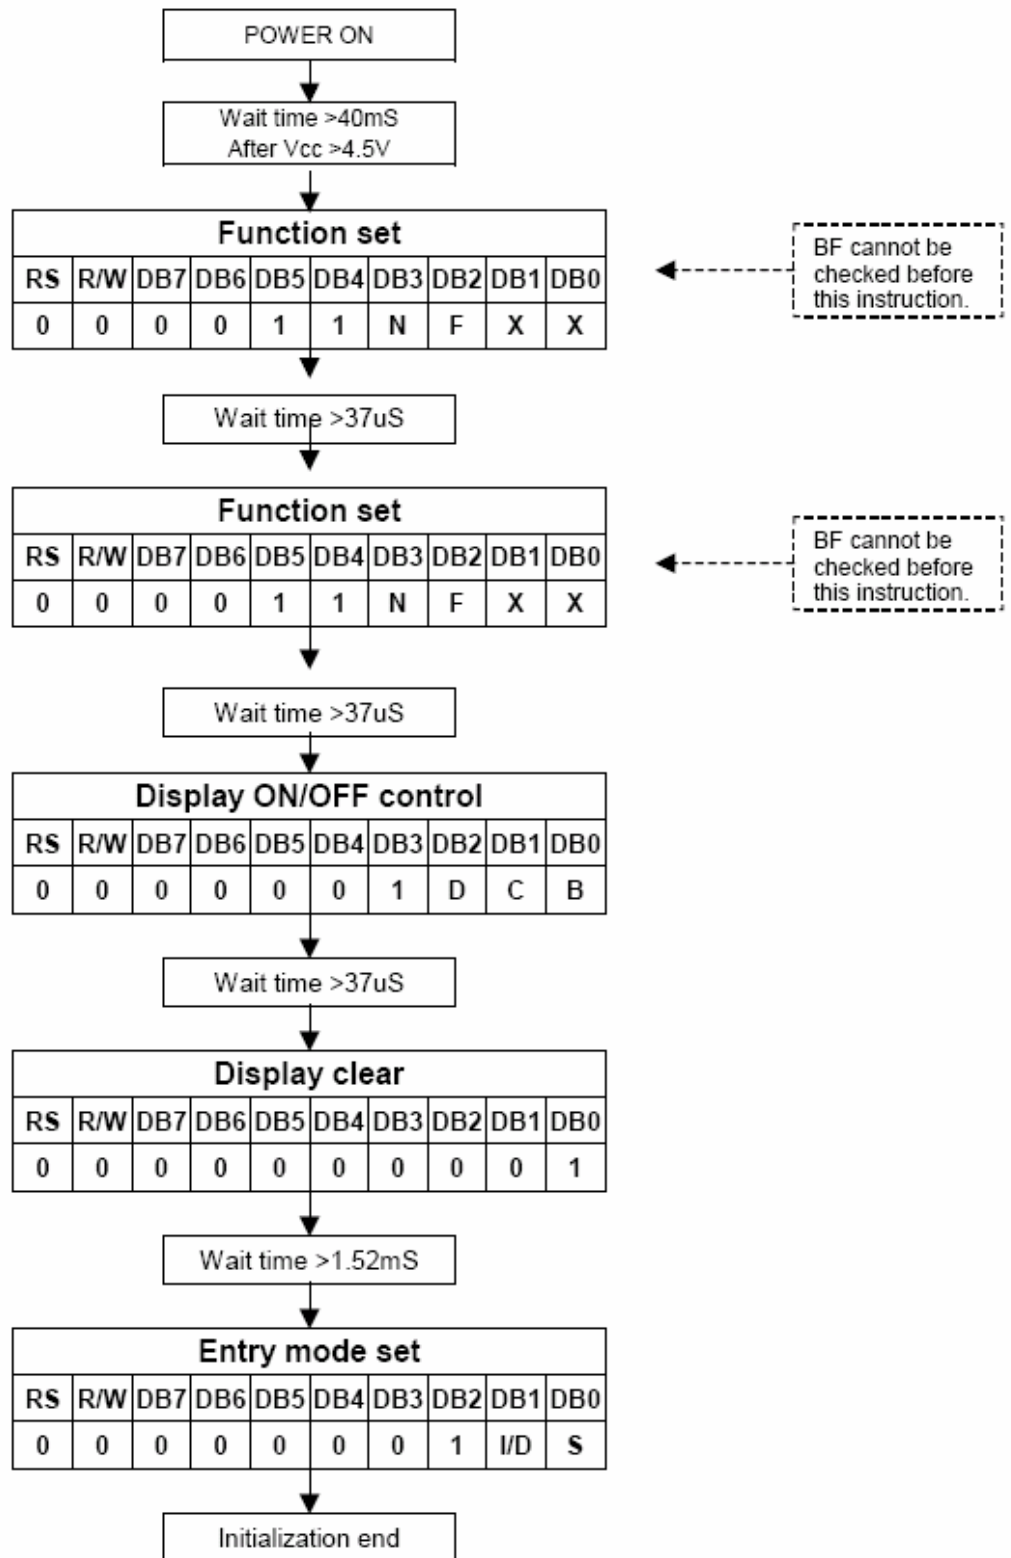 POWER ON
Wait time >40mS
After Vcc >4.5V
Function set
RS R/W DB7 DB6 DB5 DB4 DB3 DB2 DB1 DB0
0 0 0 0 1 1 N F X X
BF cannot be
checked before
this instruction.
Wait time >37uS
Function set
RS R/W DB7 DB6 DB5 DB4 DB3 DB2 DB1 DB0
0 0 0 0 1 1 N F X X
BF cannot be
checked before
this instruction.
Wait time >37uS
Display ON/OFF control
RS R/W DB7 DB6 DB5 DB4 DB3 DB2 DB1 DB0
0 0 0 0 0 0 1 D C B
Wait time >37uS
Display clear
RS R/W DB7 DB6 DB5 DB4 DB3 DB2 DB1 DB0
0 0 0 0 0 0 0 0 0 1
Wait time >1.52mS
Entry mode set
RS R/W DB7 DB6 DB5 DB4 DB3 DB2 DB1 DB0
0 0 0 0 0 0 0 1 I/D S
Initialization end